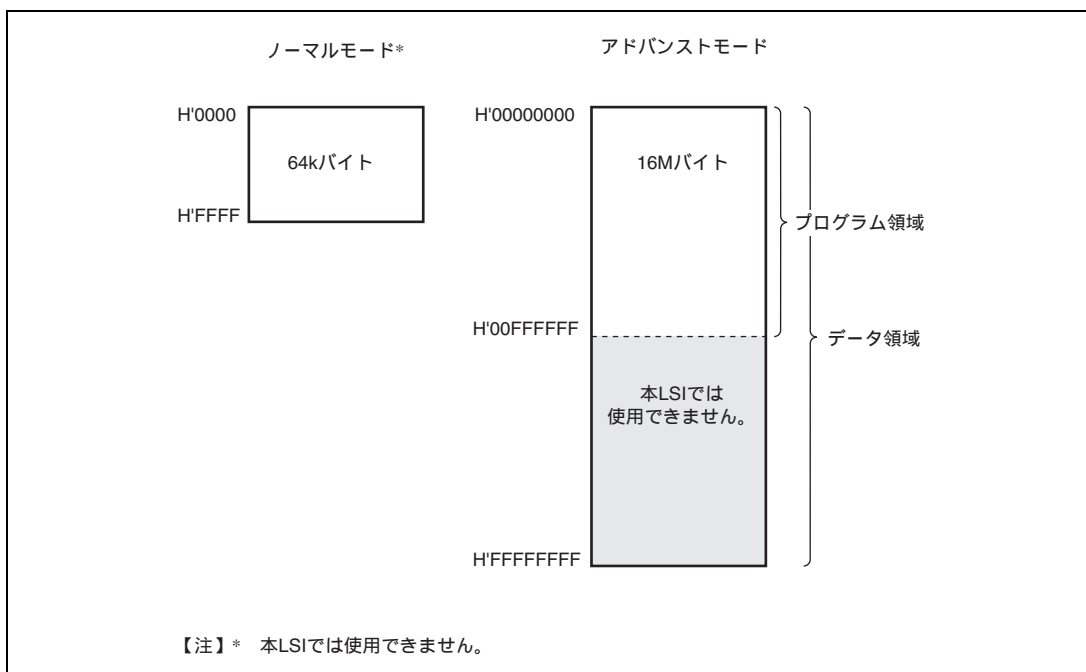 ノーマルモード*
アドバンストモード
H'0000
64kバイト
H'FFFF
H'00000000
16Mバイト
プログラム領域
H'00FFFFFF
データ領域
本LSIでは
使用できません。
H'FFFFFFFF
【注】* 本LSIでは使用できません。